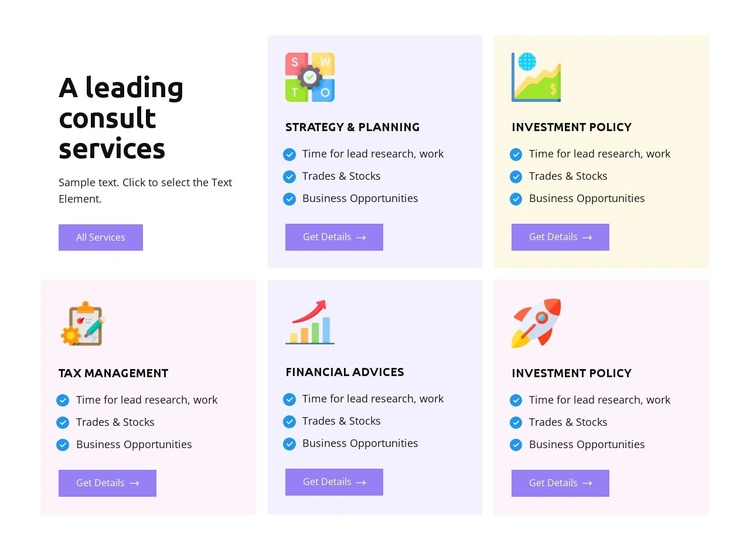 A leading
consult
services
Sample text. Click to select the Text
Element.
All Services
S W
T O
STRATEGY & PLANNING
Time for lead research, work
Trades & Stocks
Business Opportunities
Get Details →
$
INVESTMENT POLICY
Time for lead research, work
Trades & Stocks
Business Opportunities
Get Details →
TAX MANAGEMENT
Time for lead research, work
Trades & Stocks
Business Opportunities
Get Details →
FINANCIAL ADVICES
Time for lead research, work
Trades & Stocks
Business Opportunities
Get Details →
INVESTMENT POLICY
Time for lead research, work
Trades & Stocks
Business Opportunities
Get Details →